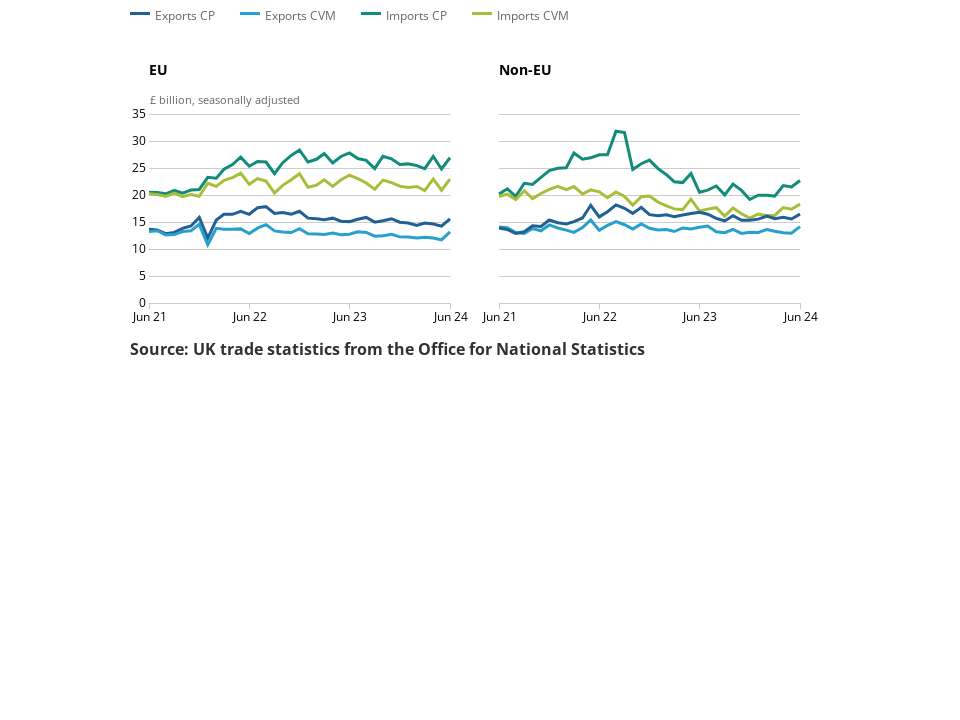 Exports CP Exports CVM Imports CP Imports CVM
EU Non-EU
£ billion, seasonally adjusted
35
30
25
20
15
10
5
0
Jun 21 Jun 22 Jun 23 Jun 24 Jun 21 Jun 22 Jun 23 Jun 24
Source: UK trade statistics from the Office for National Statistics